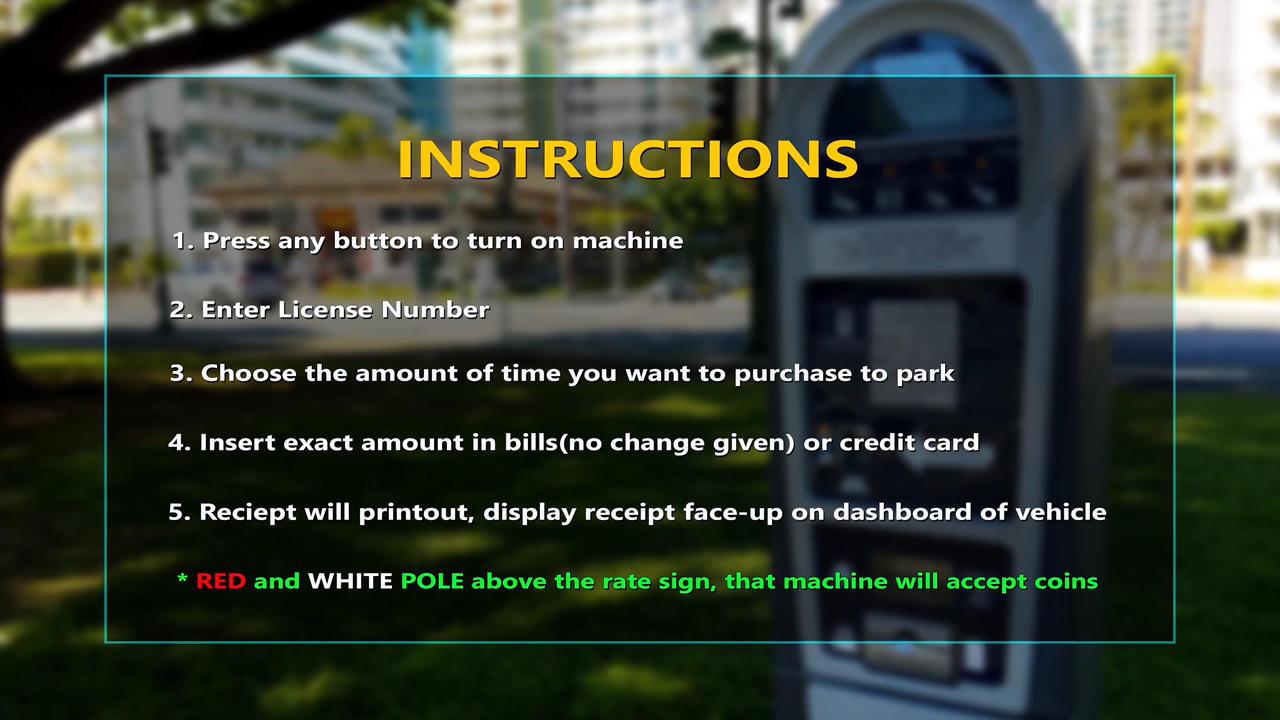 INSTRUCTIONS
1. Press any button to turn on machine
2. Enter License Number
3. Choose the amount of time you want to purchase to park
4. Insert exact amount in bills(no change given) or credit card
5. Reciept will printout, display receipt face-up on dashboard of vehicle
* RED and WHITE POLE above the rate sign, that machine will accept coins